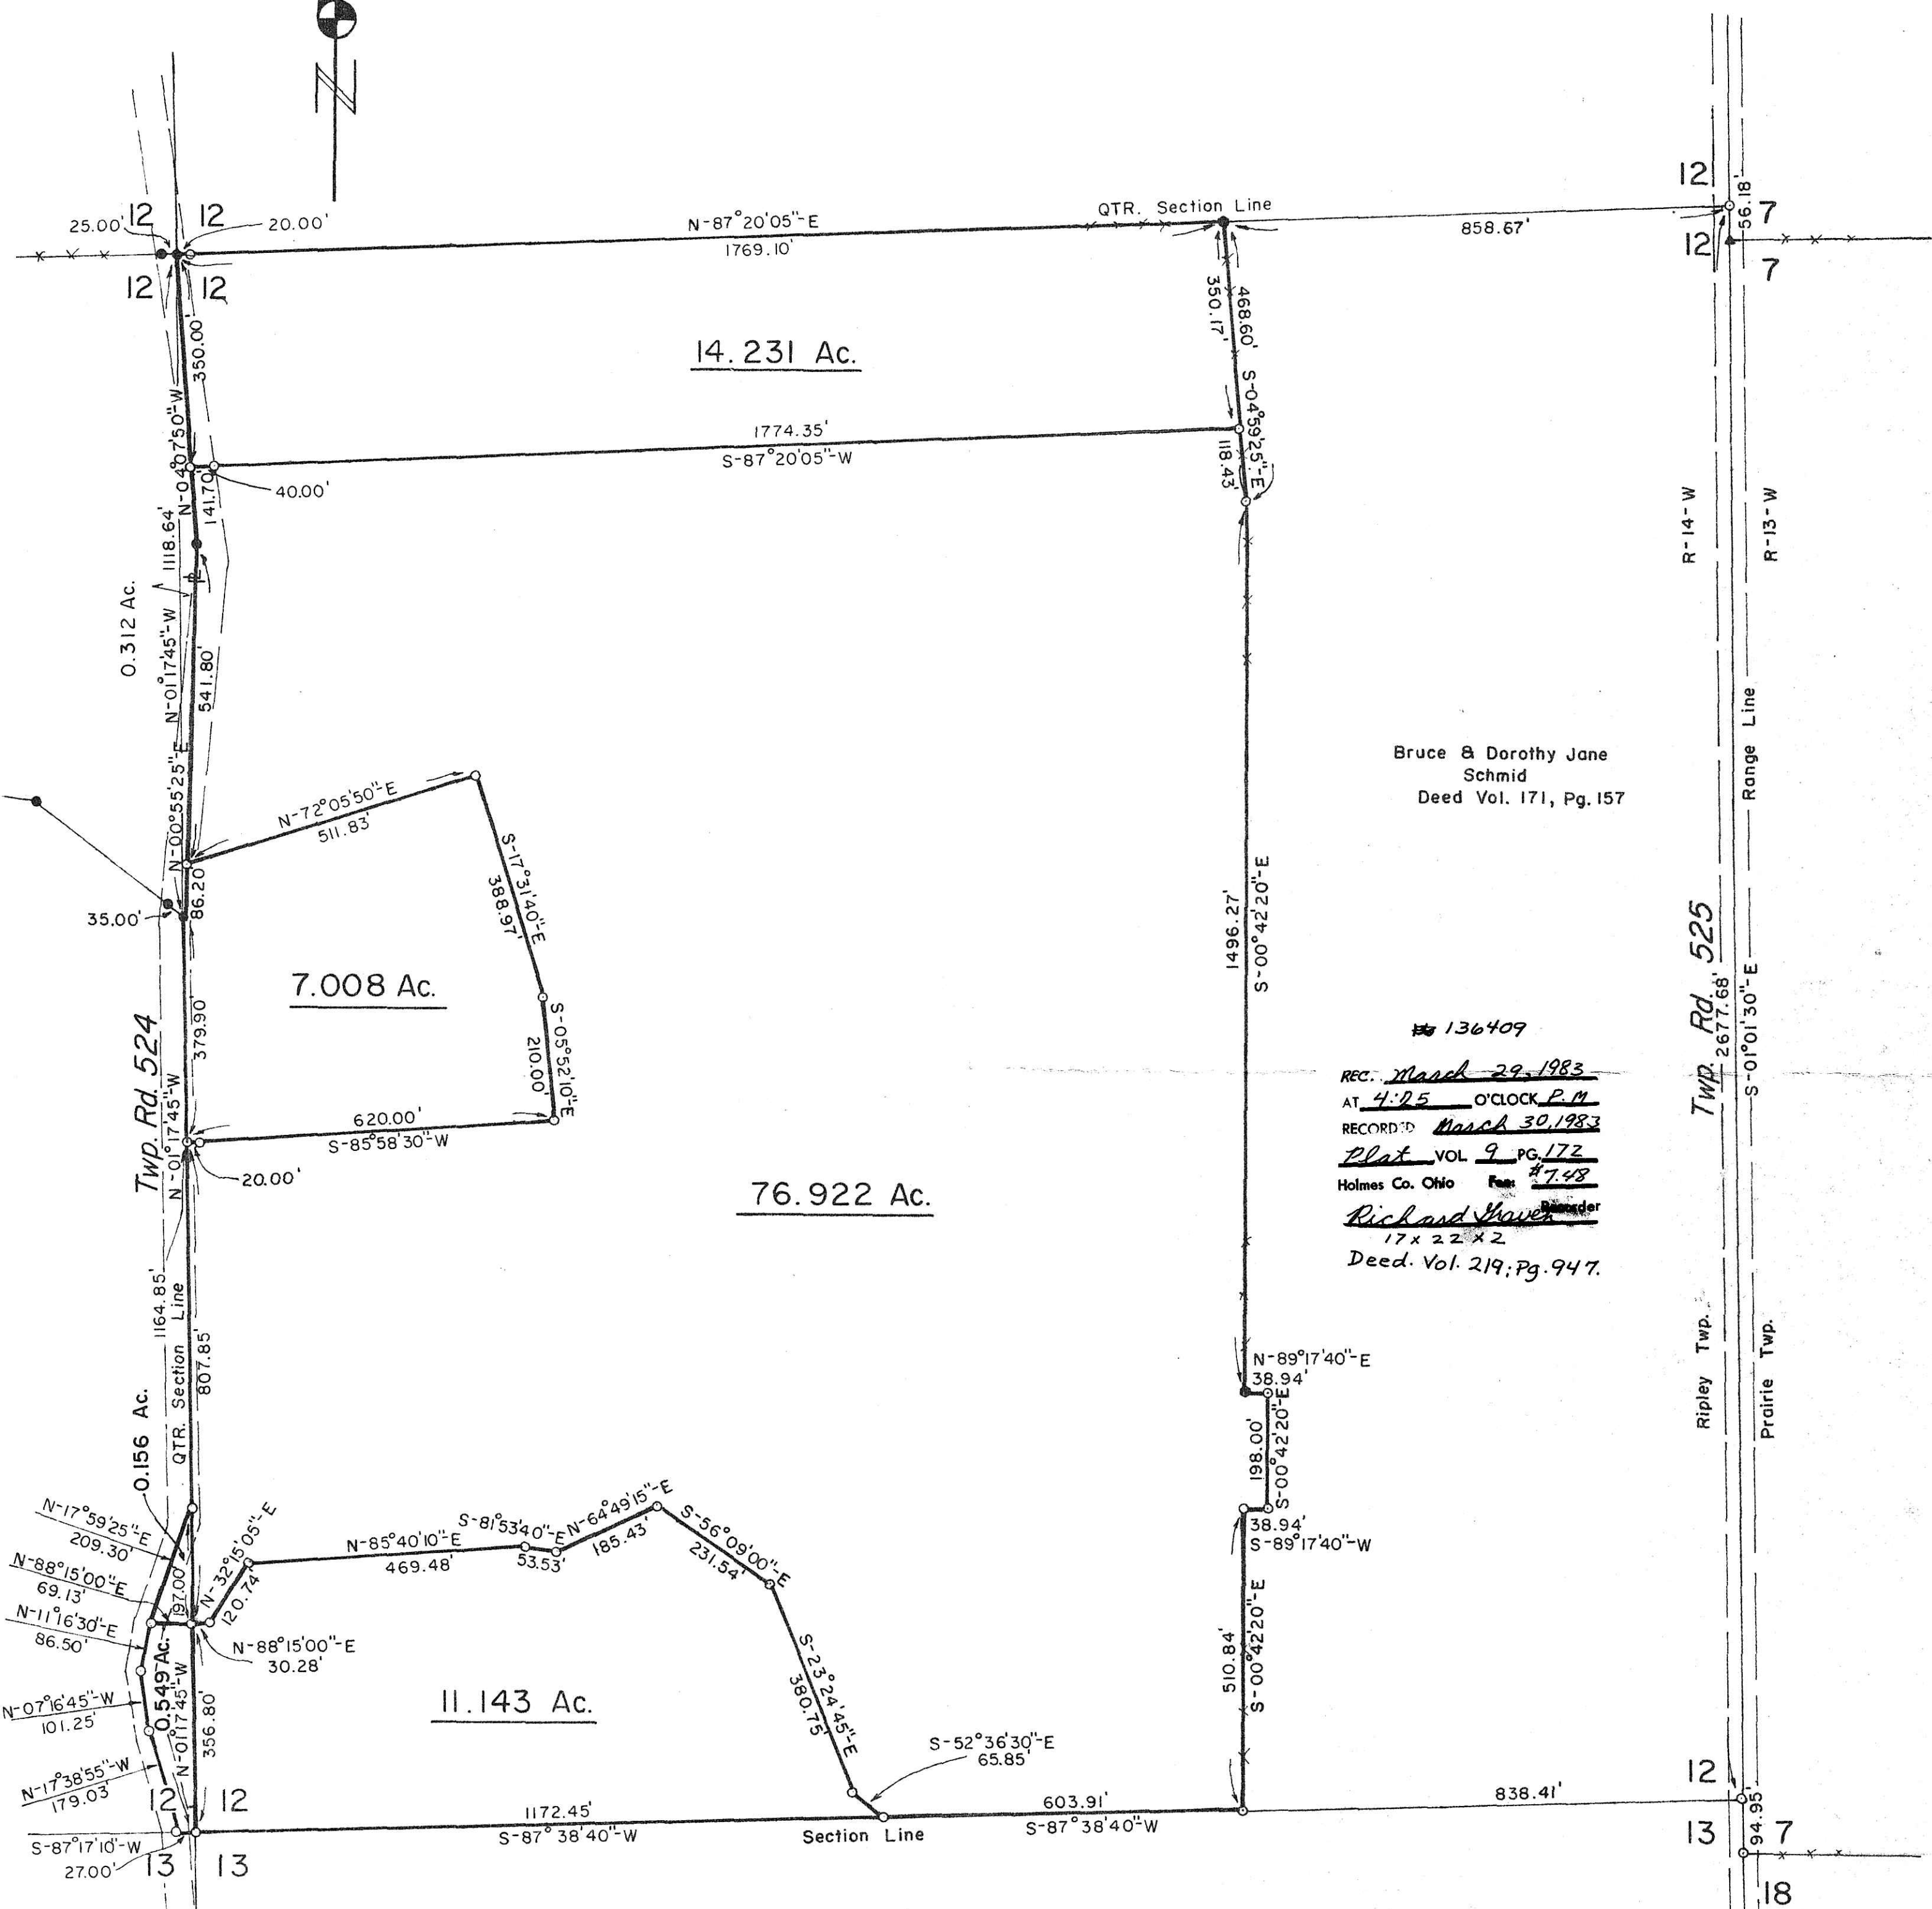 N
12
12
25.00'
20.00'
12
12
N-87°20'05"-E
1769.10'
QTR. Section Line
858.67'
12
56.18'
7
12
7
350.00'
N-04°07'50"-W
14.231 Ac.
468.60'
350.17'
S-04°59'25"-E
118.43'
1774.35'
S-87°20'05"-W
40.00'
141.70'
1118.64'
N-01°17'45"-W
0.312 Ac.
541.80'
N-00°55'25"-E
R-14-W
R-13-W
Range Line
Bruce & Dorothy Jane
Schmid
Deed Vol. 171, Pg. 157
N-72°05'50"-E
511.83'
S-17°31'40"-E
388.97'
86.20'
35.00'
7.008 Ac.
S-05°52'10"-E
210.00'
379.90'
Twp. Rd. 524
N-01°17'45"-W
620.00'
S-85°58'30"-W
20.00'
76.922 Ac.
1496.27'
S-00°42'20"-E
Twp. Rd. 525
2677.68'
S-01°01'30"-E
136409
REC. March 29, 1983
AT 4:25 O'CLOCK P.M
RECORDED March 30, 1983
Plat VOL 9 PG. 172
Holmes Co. Ohio Fee: #7.48
Richard Graven Recorder
17 x 22 x 2
Deed. Vol. 219; Pg. 947.
1164.85'
QTR. Section Line
807.85'
0.156 Ac.
N-89°17'40"-E
38.94'
198.00'
S-00°42'20"-E
38.94'
S-89°17'40"-W
Ripley Twp.
Prairie Twp.
N-17°59'25"-E
209.30'
N-88°15'00"-E
69.13'
N-11°16'30"-E
86.50'
197.00'
N-32°15'05"-E
120.74'
N-85°40'10"-E
469.48'
S-81°53'40"-E
53.53'
N-64°49'15"-E
185.43'
S-56°09'00"-E
231.54'
N-88°15'00"-E
30.28'
0.549 Ac.
N-01°17'45"-W
356.80'
N-07°16'45"-W
101.25'
N-17°38'55"-W
179.03'
11.143 Ac.
S-23°24'45"-E
380.75'
S-52°36'30"-E
65.85'
510.84'
S-00°42'20"-E
12
12
1172.45'
S-87°38'40"-W
Section Line
603.91'
S-87°38'40"-W
838.41'
12
94.95'
S-87°17'10"-W
27.00'
13
13
13
7
18